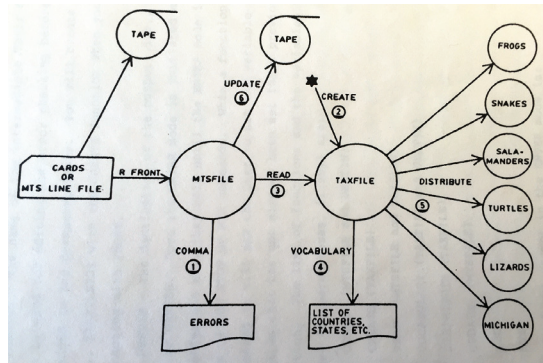 TAPE
TAPE
FROGS
UPDATE
⑥
CREATE
②
SNAKES
CARDS
OR
MTS LINE FILE
R FRONT
MTSFILE
READ
③
TAXFILE
SALA-
MANDERS
DISTRIBUTE
⑤
TURTLES
COMMA
①
VOCABULARY
④
LIZARDS
ERRORS
LIST OF
COUNTRIES,
STATES, ETC.
MICHIGAN